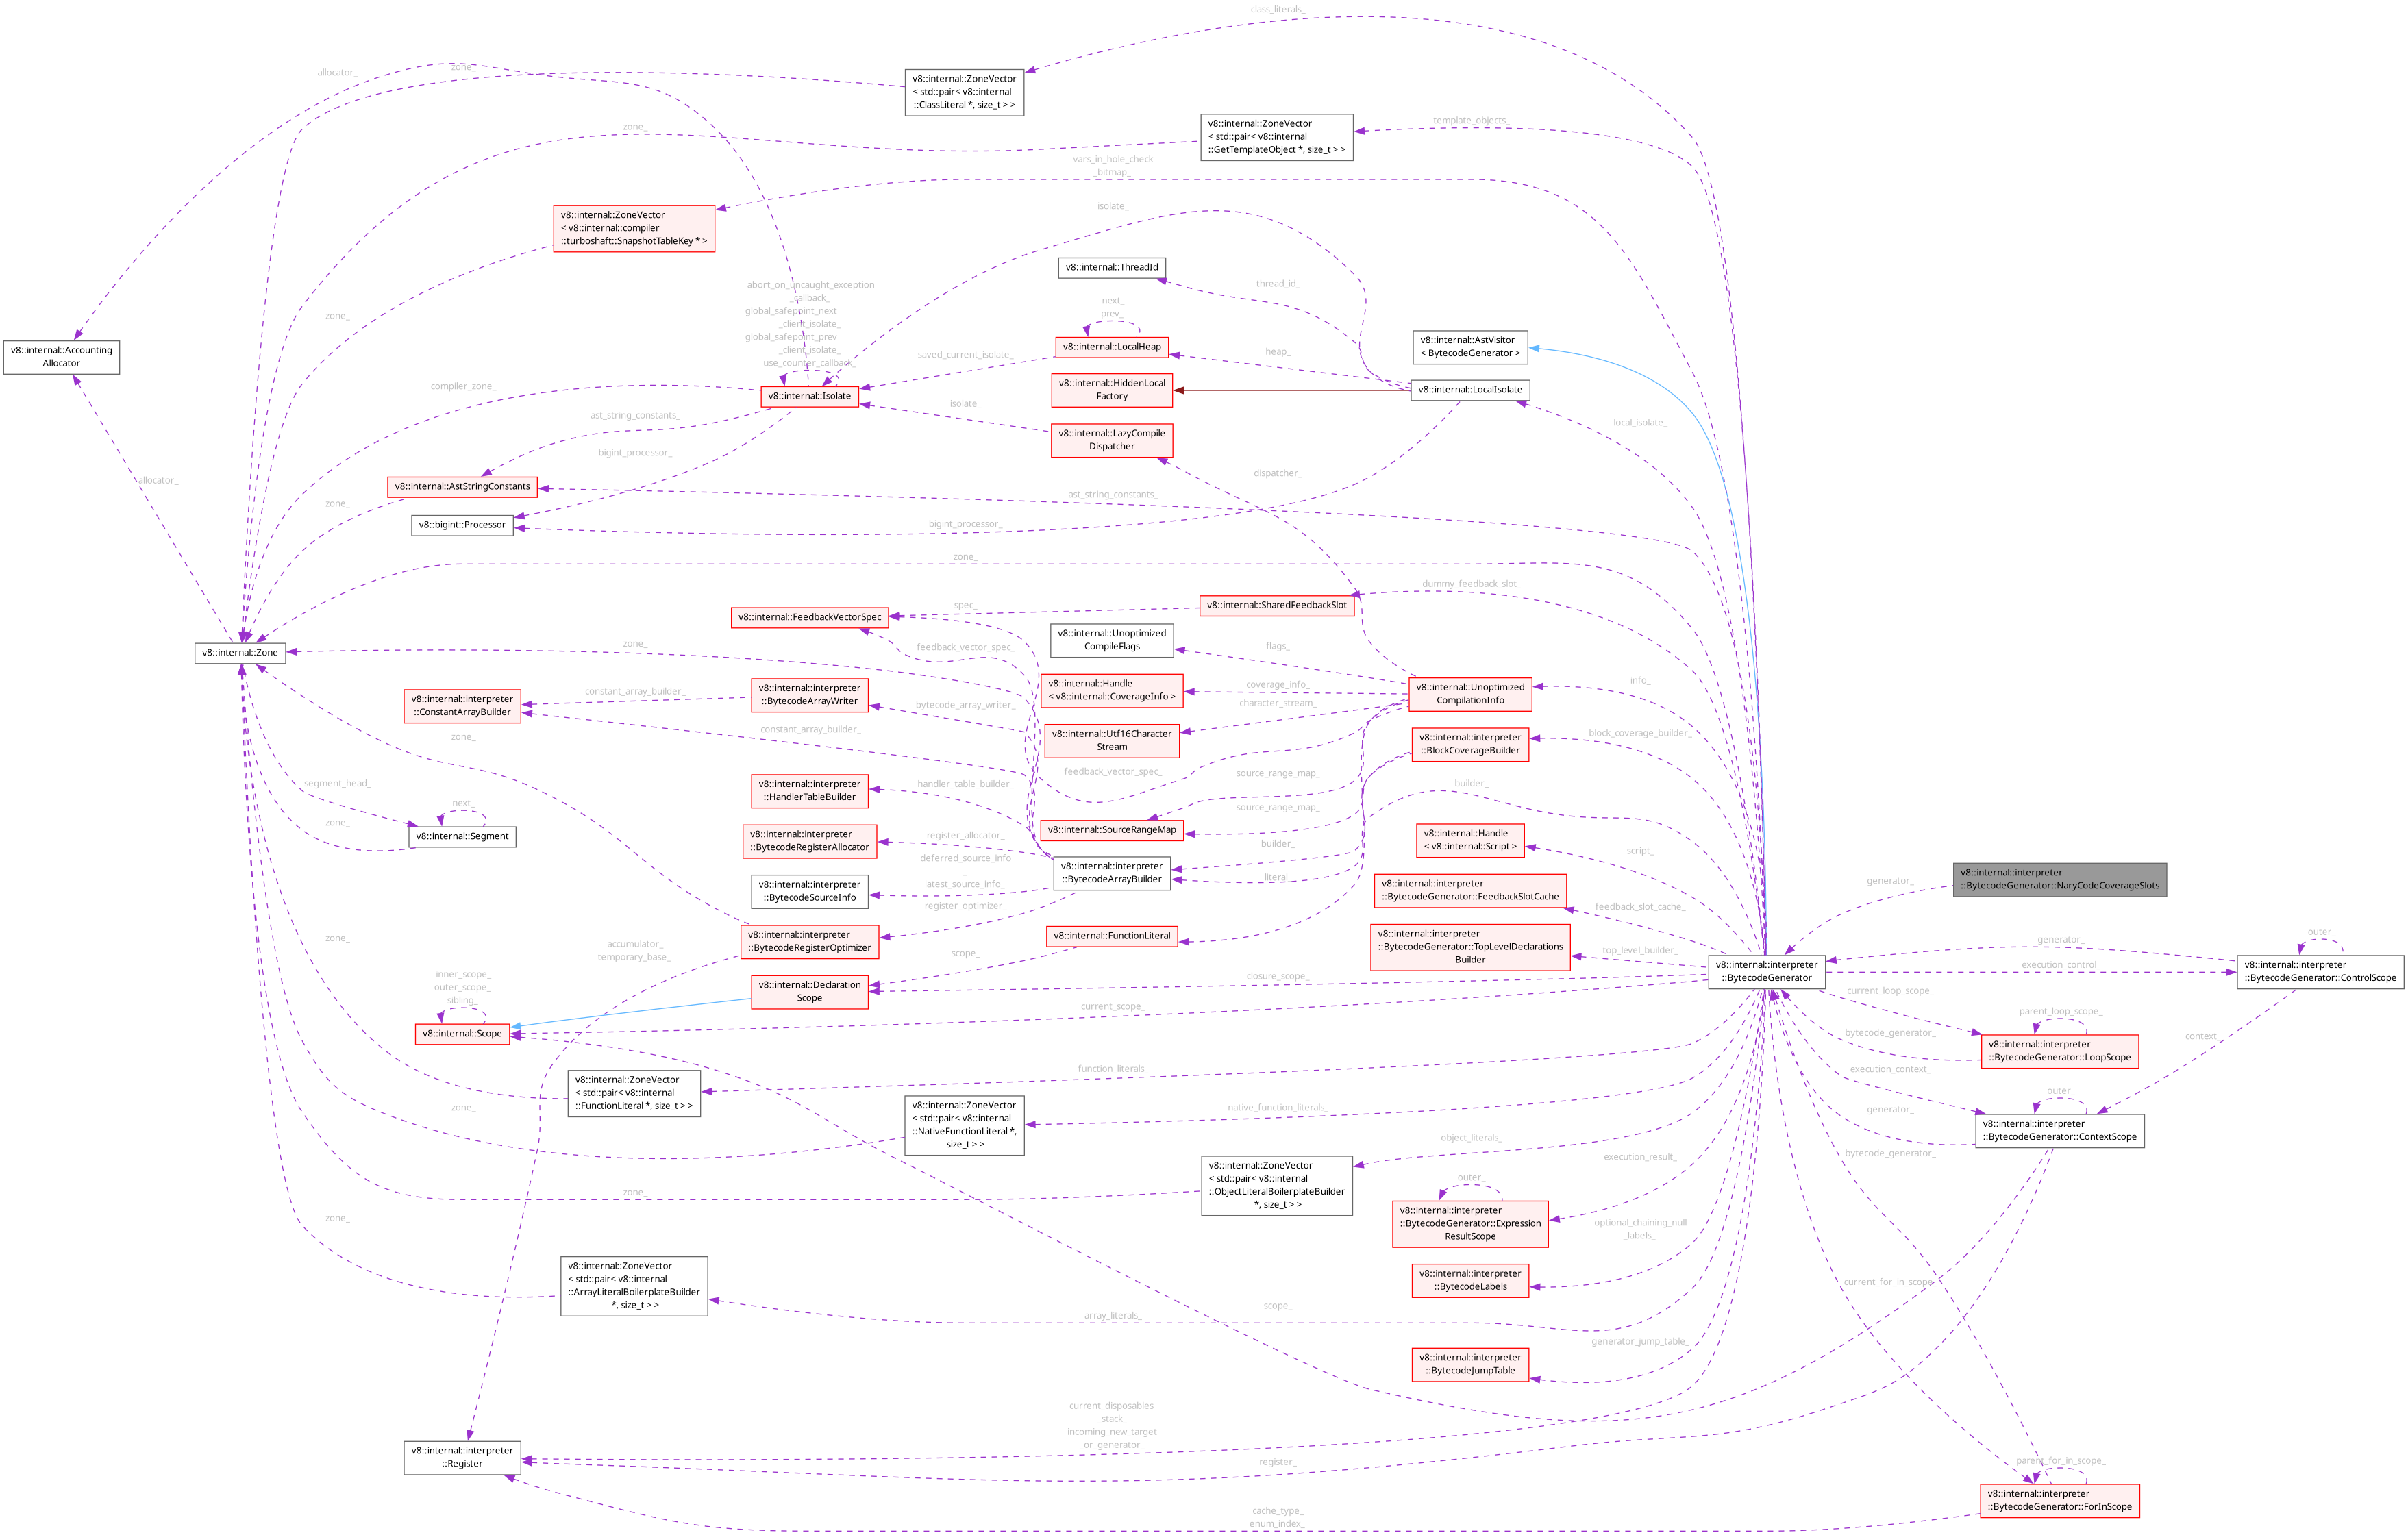 class_literals_
allocator_
zone_
v8::internal::ZoneVector
< std::pair< v8::internal
::ClassLiteral *, size_t > >
template_objects_
zone_
v8::internal::ZoneVector
< std::pair< v8::internal
::GetTemplateObject *, size_t > >
vars_in_hole_check
_bitmap_
isolate_
v8::internal::ZoneVector
< v8::internal::compiler
::turboshaft::SnapshotTableKey * >
v8::internal::ThreadId
thread_id_
abort_on_uncaught_exception
_callback_
global_safepoint_next
_client_isolate_
global_safepoint_prev
_client_isolate_
use_counter_callback_
zone_
next_
prev_
v8::internal::LocalHeap
heap_
saved_current_isolate_
v8::internal::AstVisitor
< BytecodeGenerator >
v8::internal::Accounting
Allocator
compiler_zone_
v8::internal::Isolate
v8::internal::HiddenLocal
Factory
v8::internal::LocalIsolate
isolate_
ast_string_constants_
v8::internal::LazyCompile
Dispatcher
local_isolate_
bigint_processor_
dispatcher_
allocator_
v8::internal::AstStringConstants
ast_string_constants_
zone_
v8::bigint::Processor
bigint_processor_
zone_
dummy_feedback_slot_
v8::internal::FeedbackVectorSpec
spec_
v8::internal::SharedFeedbackSlot
v8::internal::Unoptimized
CompileFlags
flags_
v8::internal::Zone
zone_
feedback_vector_spec_
info_
v8::internal::interpreter
::ConstantArrayBuilder
constant_array_builder_
v8::internal::interpreter
::BytecodeArrayWriter
bytecode_array_writer_
v8::internal::Handle
< v8::internal::CoverageInfo >
coverage_info_
character_stream_
v8::internal::Unoptimized
CompilationInfo
constant_array_builder_
v8::internal::Utf16Character
Stream
v8::internal::interpreter
::BlockCoverageBuilder
block_coverage_builder_
zone_
segment_head_
v8::internal::interpreter
::HandlerTableBuilder
handler_table_builder_
feedback_vector_spec_
source_range_map_
builder_
next_
zone_
v8::internal::Segment
v8::internal::interpreter
::BytecodeRegisterAllocator
register_allocator_
v8::internal::SourceRangeMap
source_range_map_
v8::internal::Handle
< v8::internal::Script >
script_
deferred_source_info
_
latest_source_info_
v8::internal::interpreter
::BytecodeSourceInfo
v8::internal::interpreter
::BytecodeArrayBuilder
builder_
literal_
v8::internal::interpreter
::BytecodeGenerator::FeedbackSlotCache
feedback_slot_cache_
generator_
v8::internal::interpreter
::BytecodeGenerator::NaryCodeCoverageSlots
register_optimizer_
v8::internal::interpreter
::BytecodeRegisterOptimizer
v8::internal::FunctionLiteral
v8::internal::interpreter
::BytecodeGenerator::TopLevelDeclarations
Builder
top_level_builder_
accumulator_
temporary_base_
scope_
zone_
inner_scope_
outer_scope_
sibling_
v8::internal::Declaration
Scope
closure_scope_
v8::internal::interpreter
::BytecodeGenerator
generator_
execution_control_
outer_
v8::internal::interpreter
::BytecodeGenerator::ControlScope
v8::internal::Scope
current_scope_
current_loop_scope_
bytecode_generator_
parent_loop_scope_
v8::internal::interpreter
::BytecodeGenerator::LoopScope
context_
v8::internal::ZoneVector
< std::pair< v8::internal
::FunctionLiteral *, size_t > >
function_literals_
execution_context_
outer_
v8::internal::ZoneVector
< std::pair< v8::internal
::NativeFunctionLiteral *,
size_t > >
zone_
native_function_literals_
generator_
v8::internal::interpreter
::BytecodeGenerator::ContextScope
object_literals_
execution_result_
bytecode_generator_
v8::internal::ZoneVector
< std::pair< v8::internal
::ObjectLiteralBoilerplateBuilder
*, size_t > >
zone_
outer_
v8::internal::interpreter
::BytecodeGenerator::Expression
ResultScope
zone_
optional_chaining_null
_labels_
v8::internal::ZoneVector
< std::pair< v8::internal
::ArrayLiteralBoilerplateBuilder
*, size_t > >
v8::internal::interpreter
::BytecodeLabels
current_for_in_scope_
scope_
array_literals_
generator_jump_table_
v8::internal::interpreter
::BytecodeJumpTable
current_disposables
_stack_
incoming_new_target
_or_generator_
v8::internal::interpreter
::Register
register_
parent_for_in_scope_
v8::internal::interpreter
::BytecodeGenerator::ForInScope
cache_type_
enum_index_